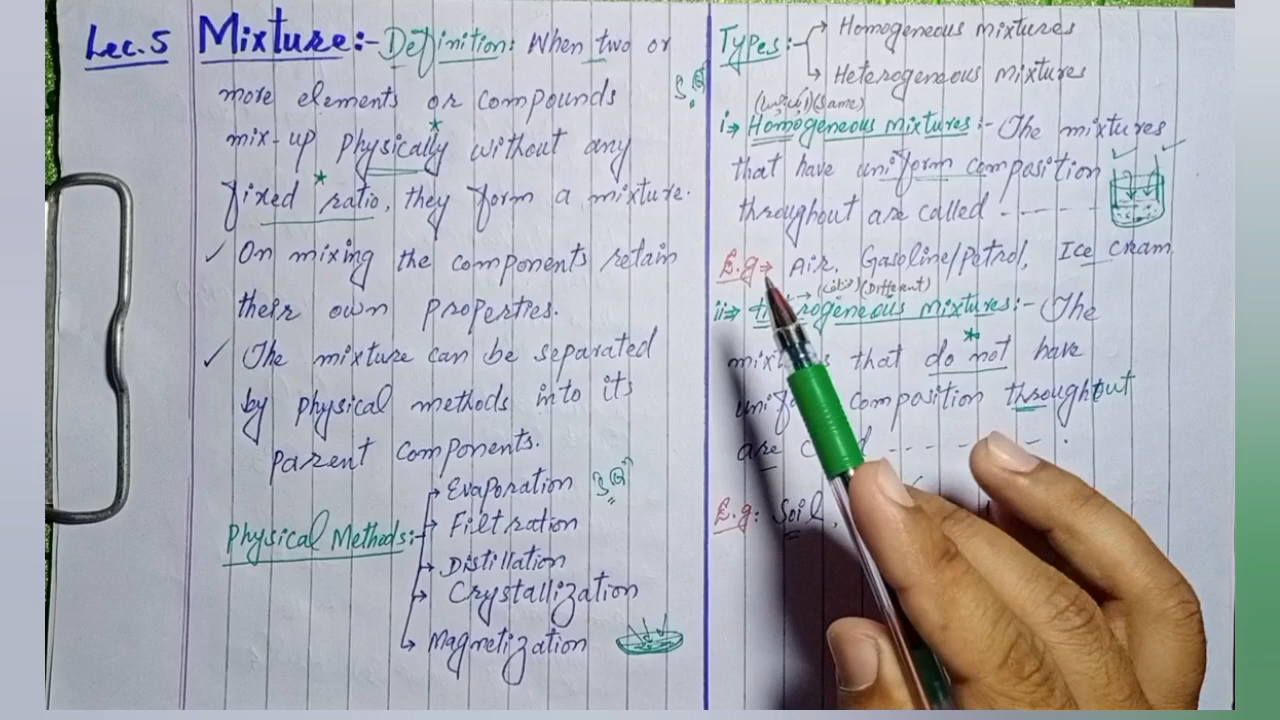 Lec. 5 Mixture:- Definition: When two or
more elements or compounds
mix-up physically without any
fixed ratio, they form a mixture.
✓ On mixing the components retain
their own properties.
✓ The mixture can be separated
by physical methods into its
parent components.
Physical Methods:-
→ Evaporation
→ Filtration
→ Distillation
→ Crystallization
→ Magnetization
Types:-
→ Homogeneous mixtures
→ Heterogeneous mixtures
(Same)
i⇒ Homogeneous mixtures:- The mixtures
that have uniform composition
throughout are called - - - - -
E.g⇒ Air, Gasoline/Petrol, Ice cream
(Different)
ii⇒ rogeneous mixtures:- The
mixt s that do not have
unif composition throughout
are - - - - - - .
E.g: Soil,